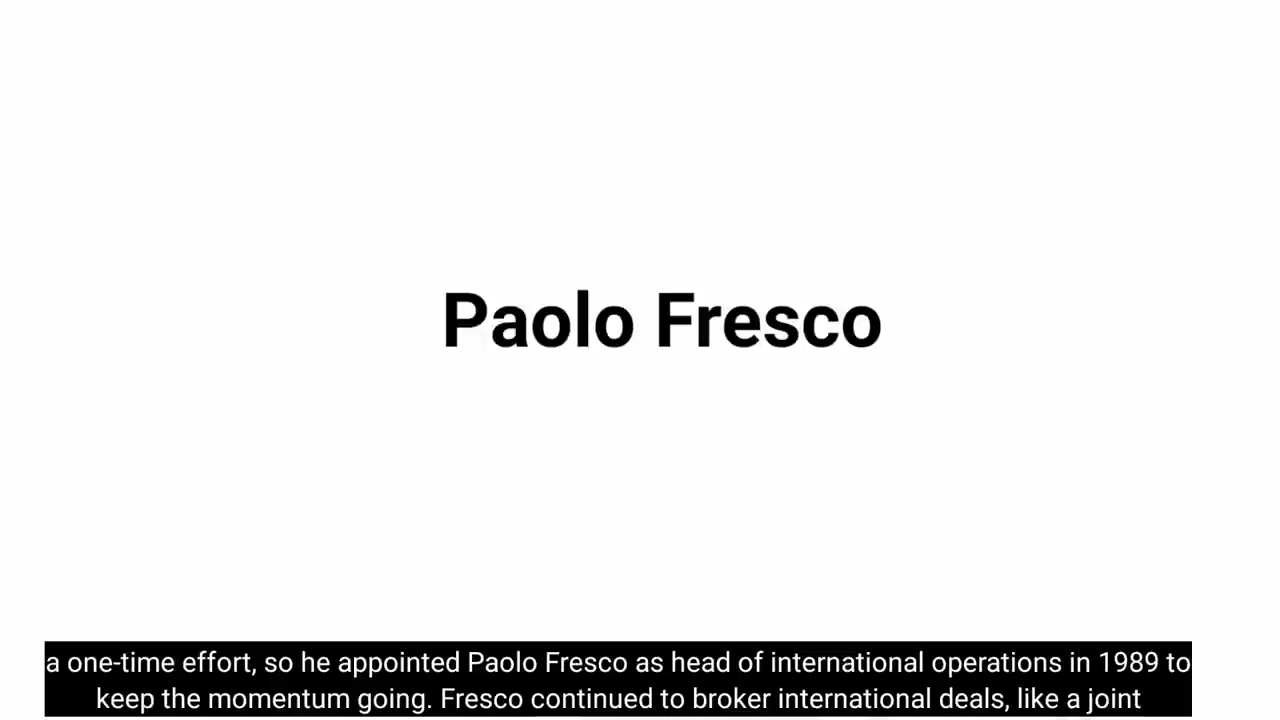 Paolo Fresco
a one-time effort, so he appointed Paolo Fresco as head of international operations in 1989 to
keep the momentum going. Fresco continued to broker international deals, like a joint